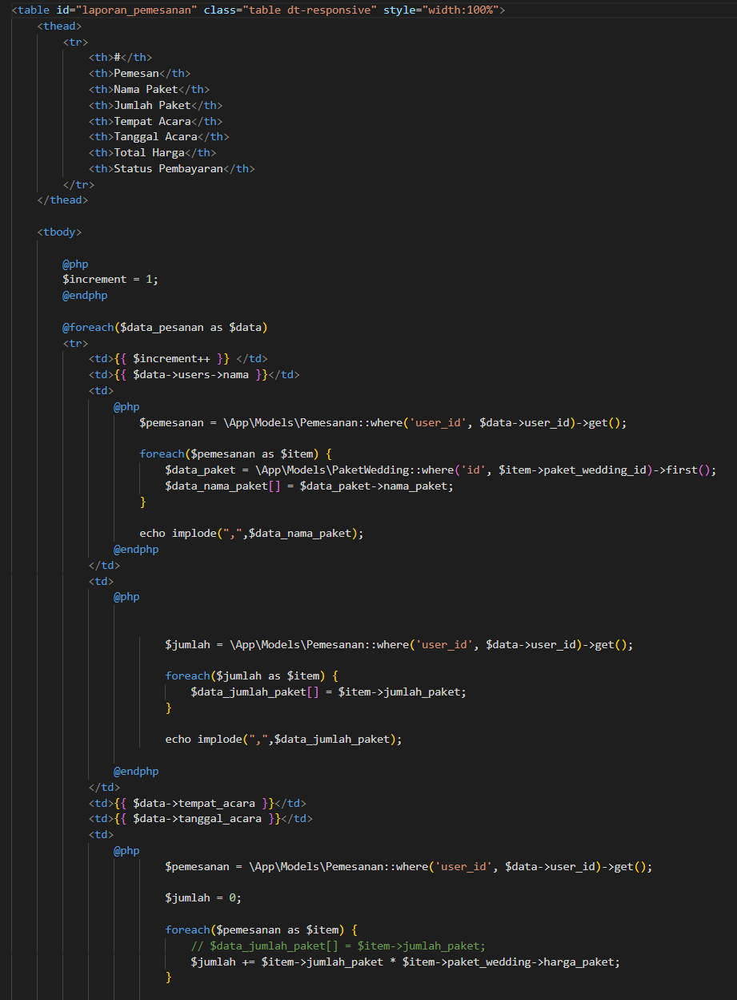 <table id="laporan_pemesanan" class="table dt-responsive" style="width:100%">
<thead>
<tr>
<th>#</th>
<th>Pemesan</th>
<th>Nama Paket</th>
<th>Jumlah Paket</th>
<th>Tempat Acara</th>
<th>Tanggal Acara</th>
<th>Total Harga</th>
<th>Status Pembayaran</th>
</tr>
</thead>
<tbody>
@php
$increment = 1;
@endphp
@foreach($data_pesanan as $data)
<tr>
<td>{{ $increment++ }} </td>
<td>{{ $data->users->nama }}</td>
<td>
@php
$pemesanan = \App\Models\Pemesanan::where('user_id', $data->user_id)->get();
foreach($pemesanan as $item) {
$data_paket = \App\Models\PaketWedding::where('id', $item->paket_wedding_id)->first();
$data_nama_paket[] = $data_paket->nama_paket;
}
echo implode(",",$data_nama_paket);
@endphp
</td>
<td>
@php
$jumlah = \App\Models\Pemesanan::where('user_id', $data->user_id)->get();
foreach($jumlah as $item) {
$data_jumlah_paket[] = $item->jumlah_paket;
}
echo implode(",",$data_jumlah_paket);
@endphp
</td>
<td>{{ $data->tempat_acara }}</td>
<td>{{ $data->tanggal_acara }}</td>
<td>
@php
$pemesanan = \App\Models\Pemesanan::where('user_id', $data->user_id)->get();
$jumlah = 0;
foreach($pemesanan as $item) {
// $data_jumlah_paket[] = $item->jumlah_paket;
$jumlah += $item->jumlah_paket * $item->paket_wedding->harga_paket;
}